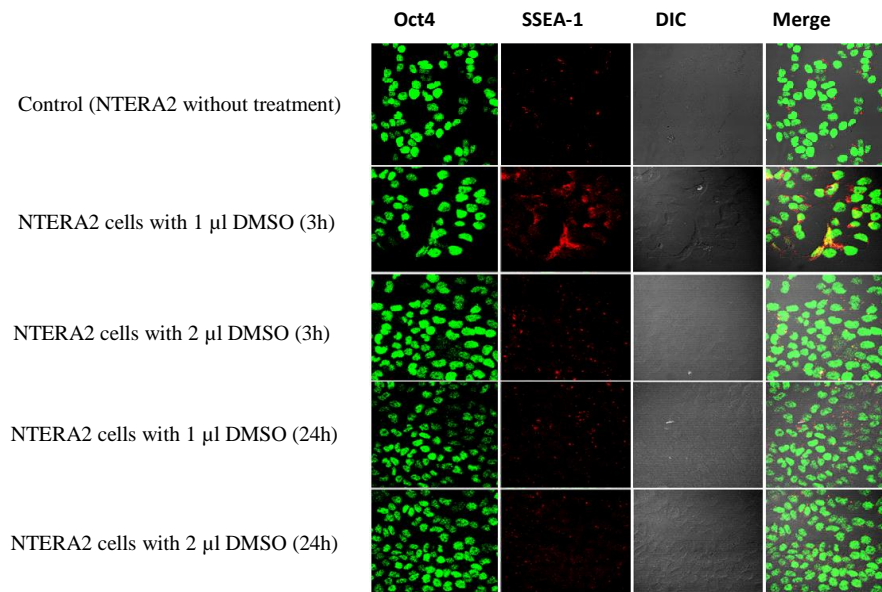 Oct4 SSEA-1 DIC Merge
Control (NTERA2 without treatment)
NTERA2 cells with 1 µl DMSO (3h)
NTERA2 cells with 2 µl DMSO (3h)
NTERA2 cells with 1 µl DMSO (24h)
NTERA2 cells with 2 µl DMSO (24h)